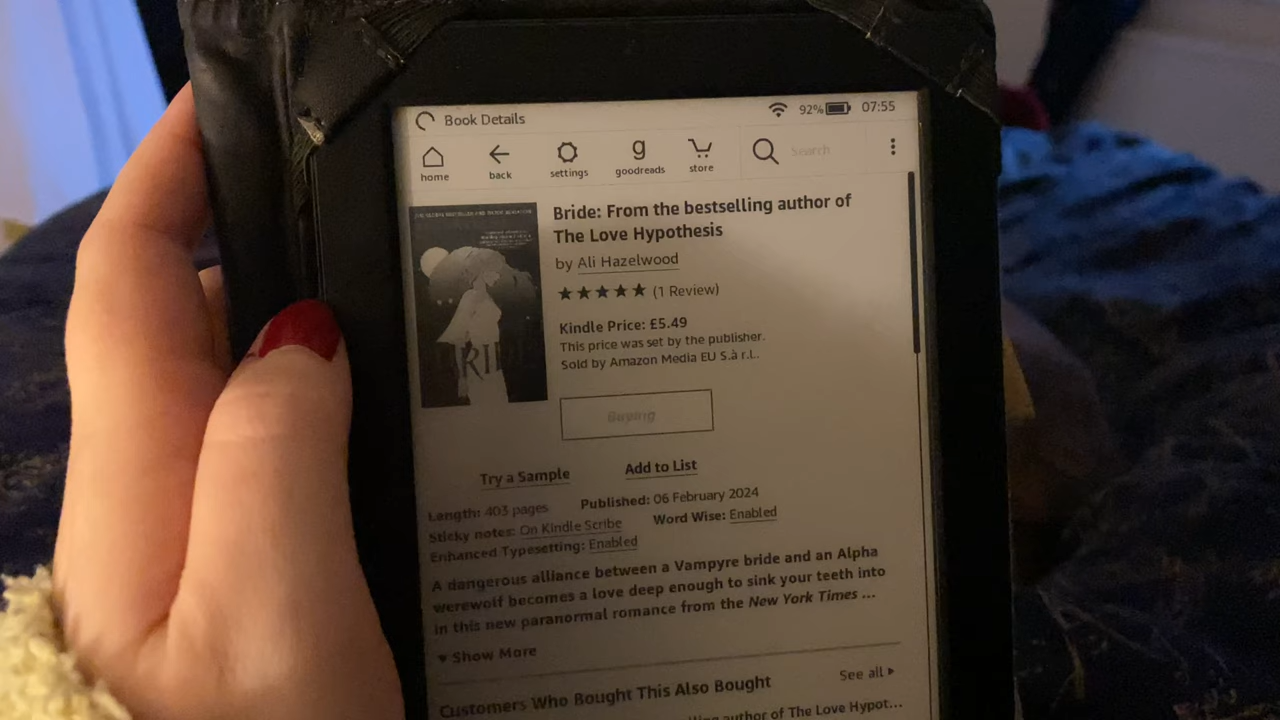 Book Details
92%
07:55
home
back
settings
g
goodreads
store
Search
Bride: From the bestselling author of
The Love Hypothesis
by Ali Hazelwood
★★★★★ (1 Review)
Kindle Price: £5.49
This price was set by the publisher.
Sold by Amazon Media EU S.à r.l..
Buying
Try a Sample
Add to List
Length: 403 pages Published: 06 February 2024
Sticky notes: On Kindle Scribe Word Wise: Enabled
Enhanced Typesetting: Enabled
A dangerous alliance between a Vampyre bride and an Alpha
werewolf becomes a love deep enough to sink your teeth into
in this new paranormal romance from the New York Times ...
Show More
Customers Who Bought This Also Bought
See all
author of The Love Hypot...
BRIDE